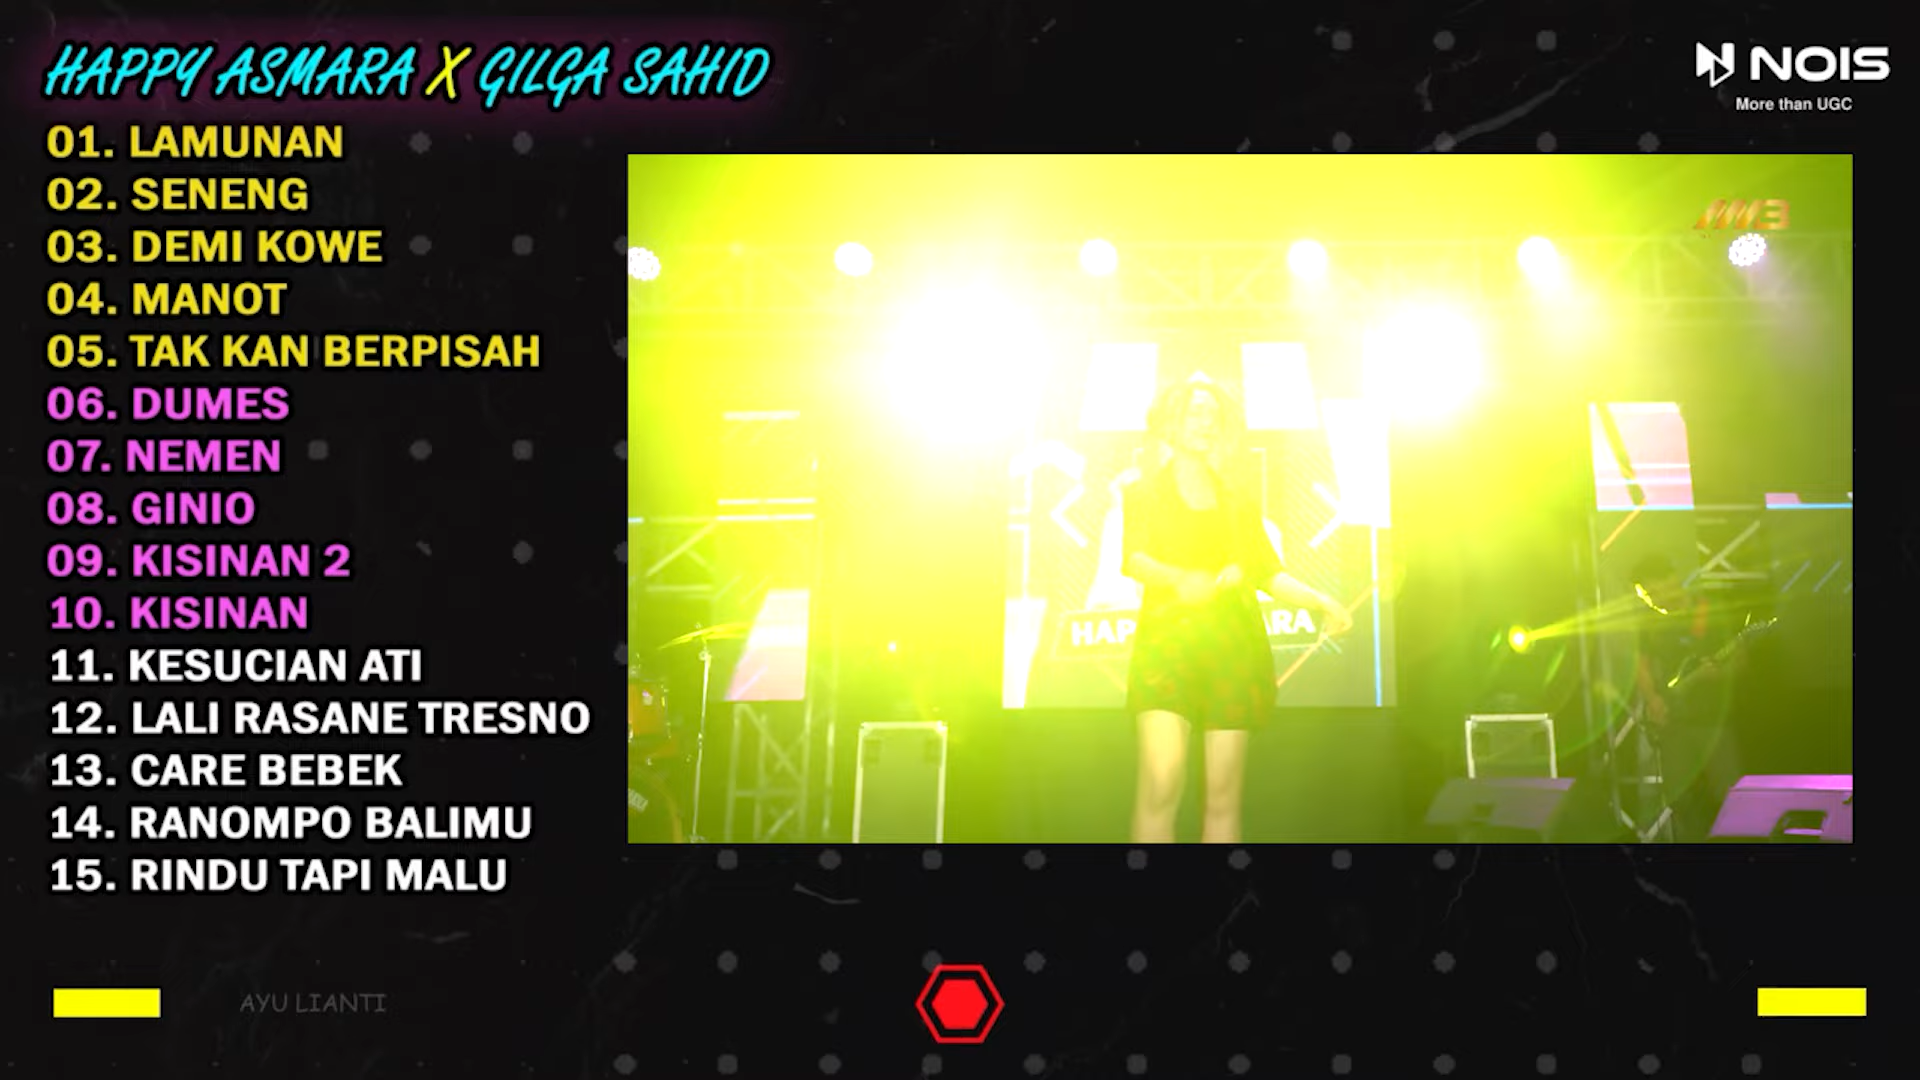 HAPPY ASMARA X GILGA SAHID
NOIS
More than UGC
01. LAMUNAN
02. SENENG
03. DEMI KOWE
04. MANOT
05. TAK KAN BERPISAH
06. DUMES
07. NEMEN
08. GINIO
09. KISINAN 2
10. KISINAN
11. KESUCIAN ATI
12. LALI RASANE TRESNO
13. CARE BEBEK
14. RANOMPO BALIMU
15. RINDU TAPI MALU
AYU LIANTI